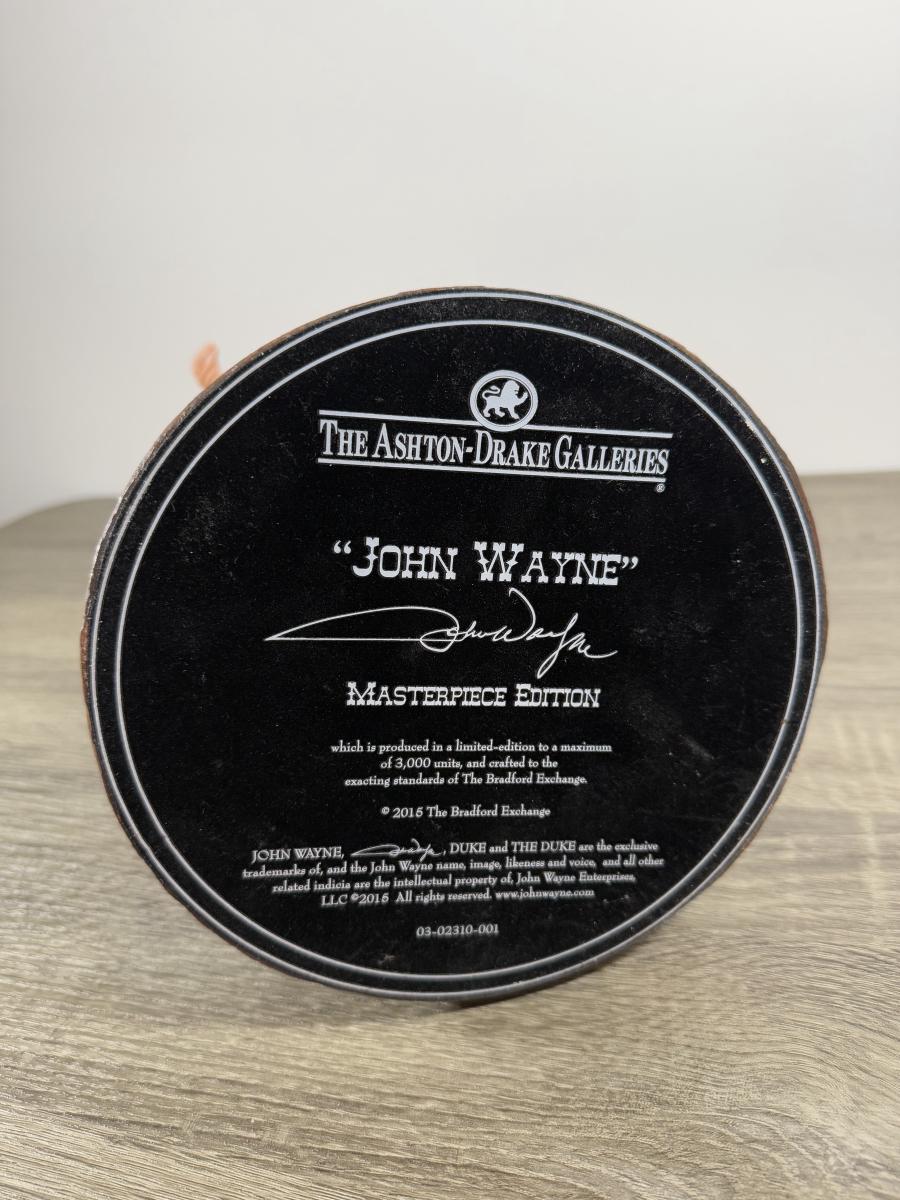 THE ASHTON-DRAKE GALLERIES
®
"JOHN WAYNE"
John Wayne
MASTERPIECE EDITION
which is produced in a limited-edition to a maximum
of 3,000 units, and crafted to the
exacting standards of The Bradford Exchange.
© 2015 The Bradford Exchange
JOHN WAYNE, John Wayne, DUKE and THE DUKE are the exclusive
trademarks of, and the John Wayne name, image, likeness and voice, and all other
related indicia are the intellectual property of, John Wayne Enterprises,
LLC ©2015 All rights reserved. www.johnwayne.com
03-02310-001